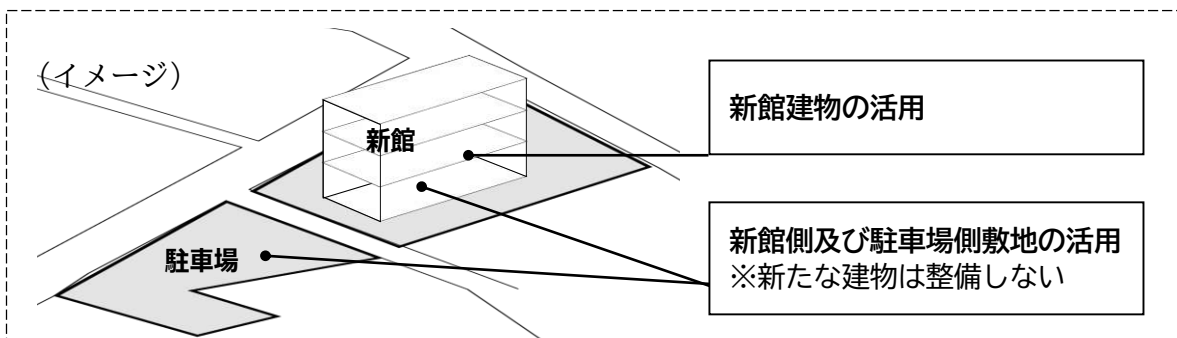 (イメージ)
新館
駐車場
新館建物の活用
新館側及び駐車場側敷地の活用
※新たな建物は整備しない